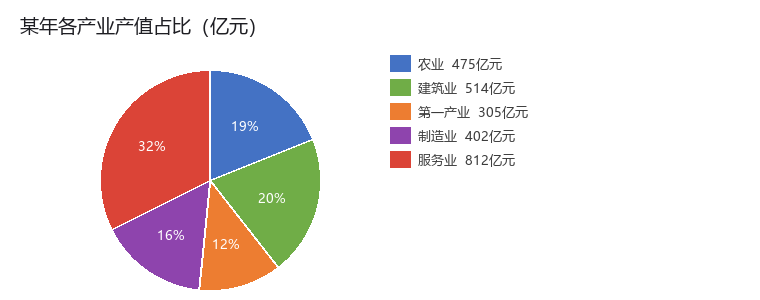 某年各产业产值占比（亿元）
农业 475亿元
建筑业 514亿元
第一产业 305亿元
制造业 402亿元
服务业 812亿元
19%
20%
12%
16%
32%